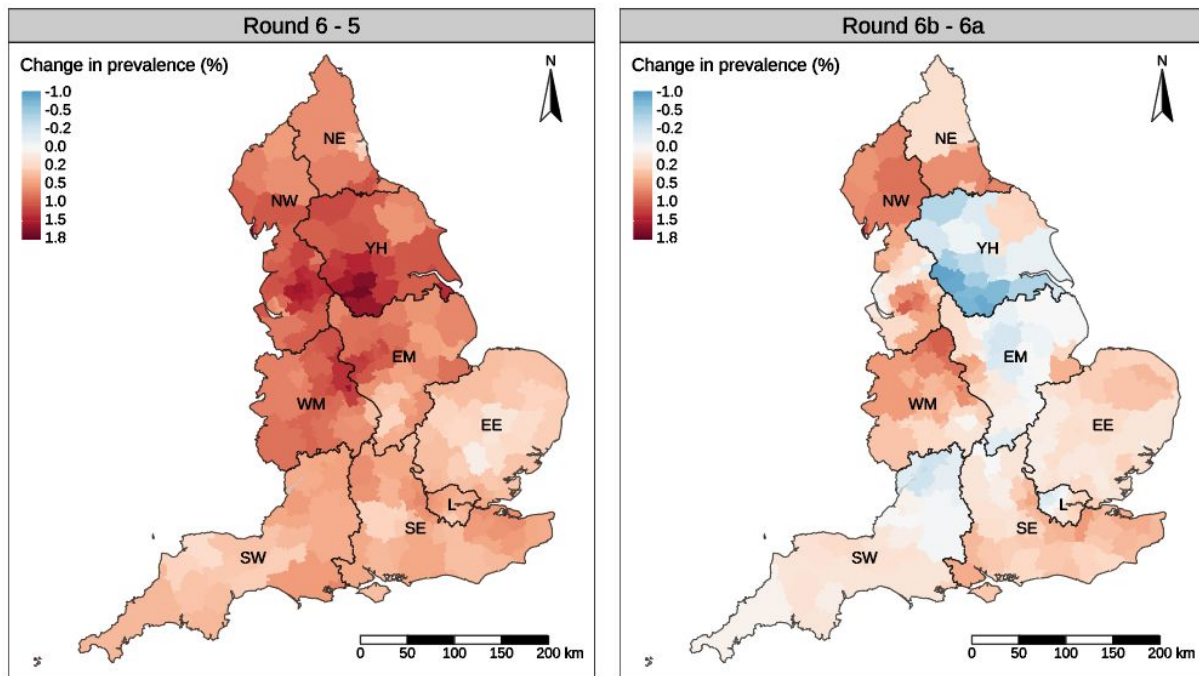 Round 6 - 5
Change in prevalence (%)
-1.0
-0.5
-0.2
0.0
0.2
0.5
1.0
1.5
1.8
N
NE
NW
YH
EM
WM
EE
L
SE
SW
0 50 100 150 200 km
Round 6b - 6a
Change in prevalence (%)
-1.0
-0.5
-0.2
0.0
0.2
0.5
1.0
1.5
1.8
N
NE
NW
YH
EM
WM
EE
L
SE
SW
0 50 100 150 200 km